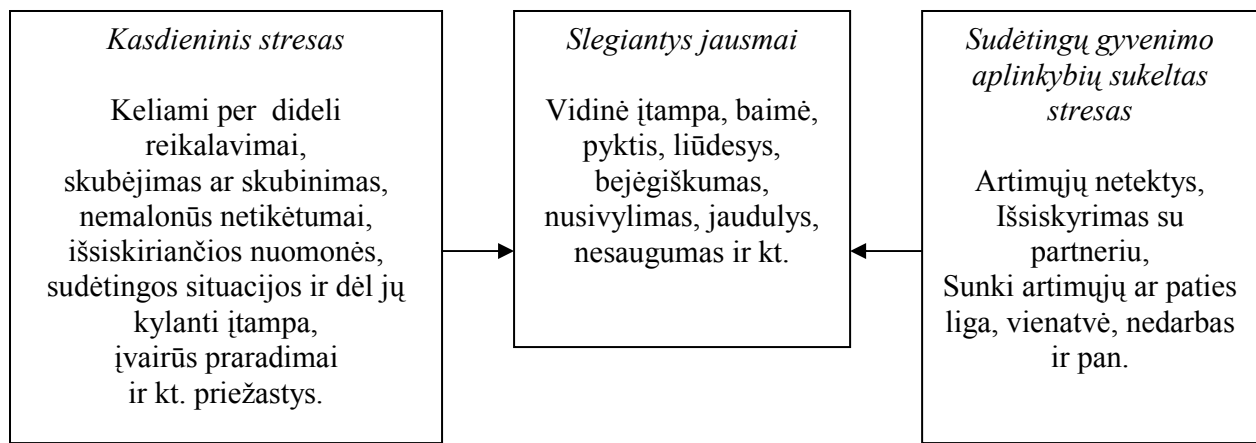 Kasdieninis stresas
Keliami per dideli
reikalavimai,
skubėjimas ar skubinimas,
nemalonūs netikėtumai,
išsiskiriančios nuomonės,
sudėtingos situacijos ir dėl jų
kylanti įtampa,
įvairūs praradimai
ir kt. priežastys.
Slegiantys jausmai
Vidinė įtampa, baimė,
pyktis, liūdesys,
bejėgiškumas,
nusivylimas, jaudulys,
nesaugumas ir kt.
Sudėtingų gyvenimo
aplinkybių sukeltas
stresas
Artimųjų netektys,
Išsiskyrimas su
partneriu,
Sunki artimųjų ar paties
liga, vienatvė, nedarbas
ir pan.